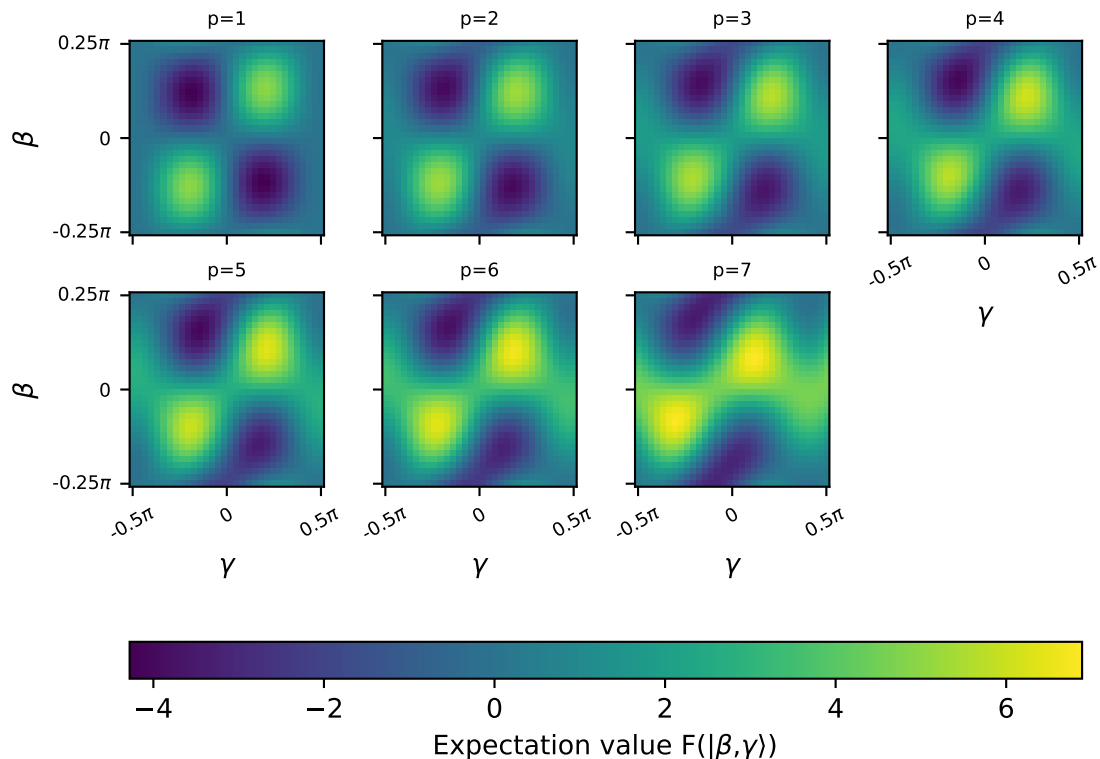 p=1 p=2 p=3 p=4
0.25π
β
0
-0.25π
-0.5π 0 0.5π
γ
p=5 p=6 p=7
0.25π
β
0
-0.25π
-0.5π 0 0.5π -0.5π 0 0.5π -0.5π 0 0.5π
γ γ γ
−4 −2 0 2 4 6
Expectation value F(|β,γ⟩)